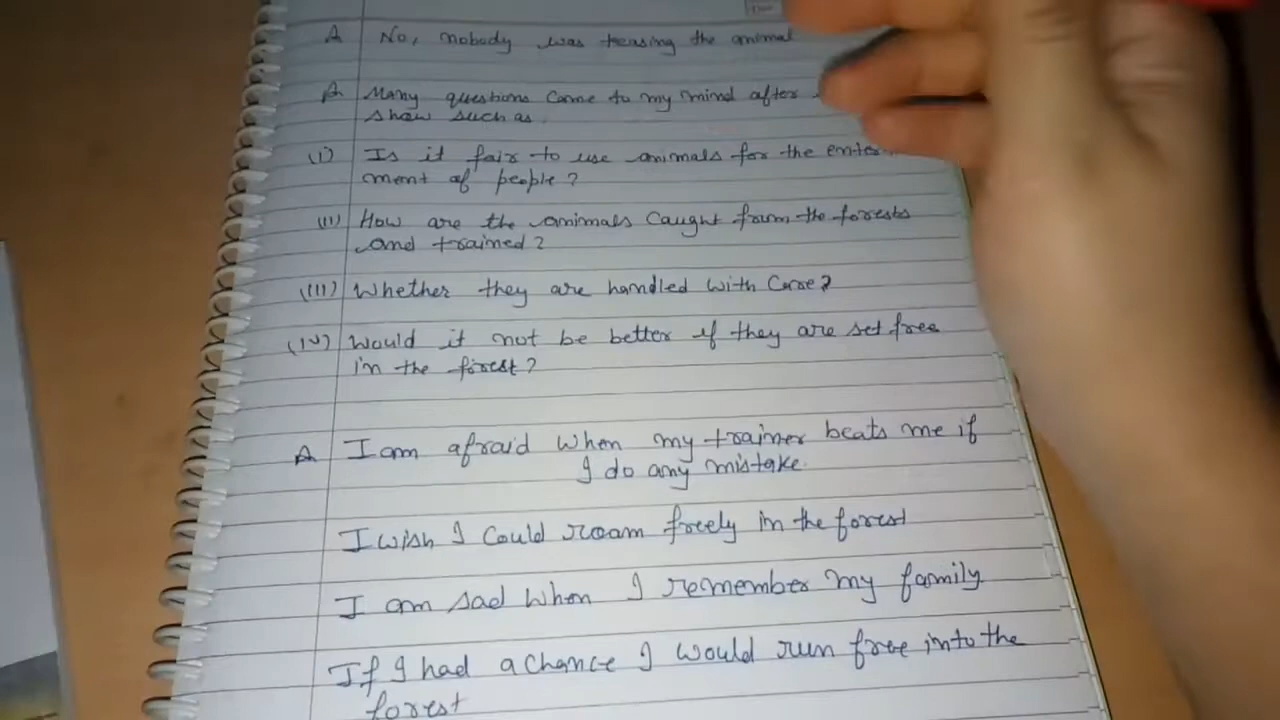 A No, nobody was teasing the animal
A Many questions come to my mind after
show such as
(i) Is it fair to use animals for the enter
ment of people?
(ii) How are the animals caught from the forests
and trained?
(iii) Whether they are handled with care?
(iv) Would it not be better if they are set free
in the forest?
A I am afraid when my trainer beats me if
I do any mistake.
I wish I could roam freely in the forest
I am sad when I remember my family
If I had a chance I would run free into the
forest